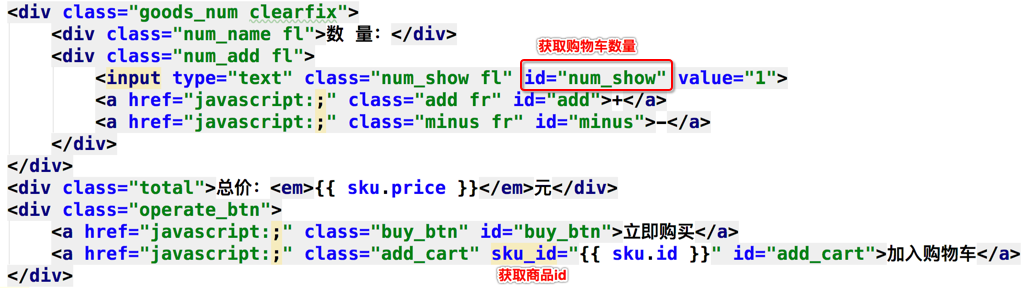 <div class="goods_num clearfix">
<div class="num_name fl">数 量：</div>
<div class="num_add fl">
获取购物车数量
<input type="text" class="num_show fl" id="num_show" value="1">
<a href="javascript:;" class="add fr" id="add">+</a>
<a href="javascript:;" class="minus fr" id="minus">-</a>
</div>
</div>
<div class="total">总价：<em>{{ sku.price }}</em>元</div>
<div class="operate_btn">
<a href="javascript:;" class="buy_btn" id="buy_btn">立即购买</a>
<a href="javascript:;" class="add_cart" sku_id="{{ sku.id }}" id="add_cart">加入购物车</a>
</div>
获取商品id